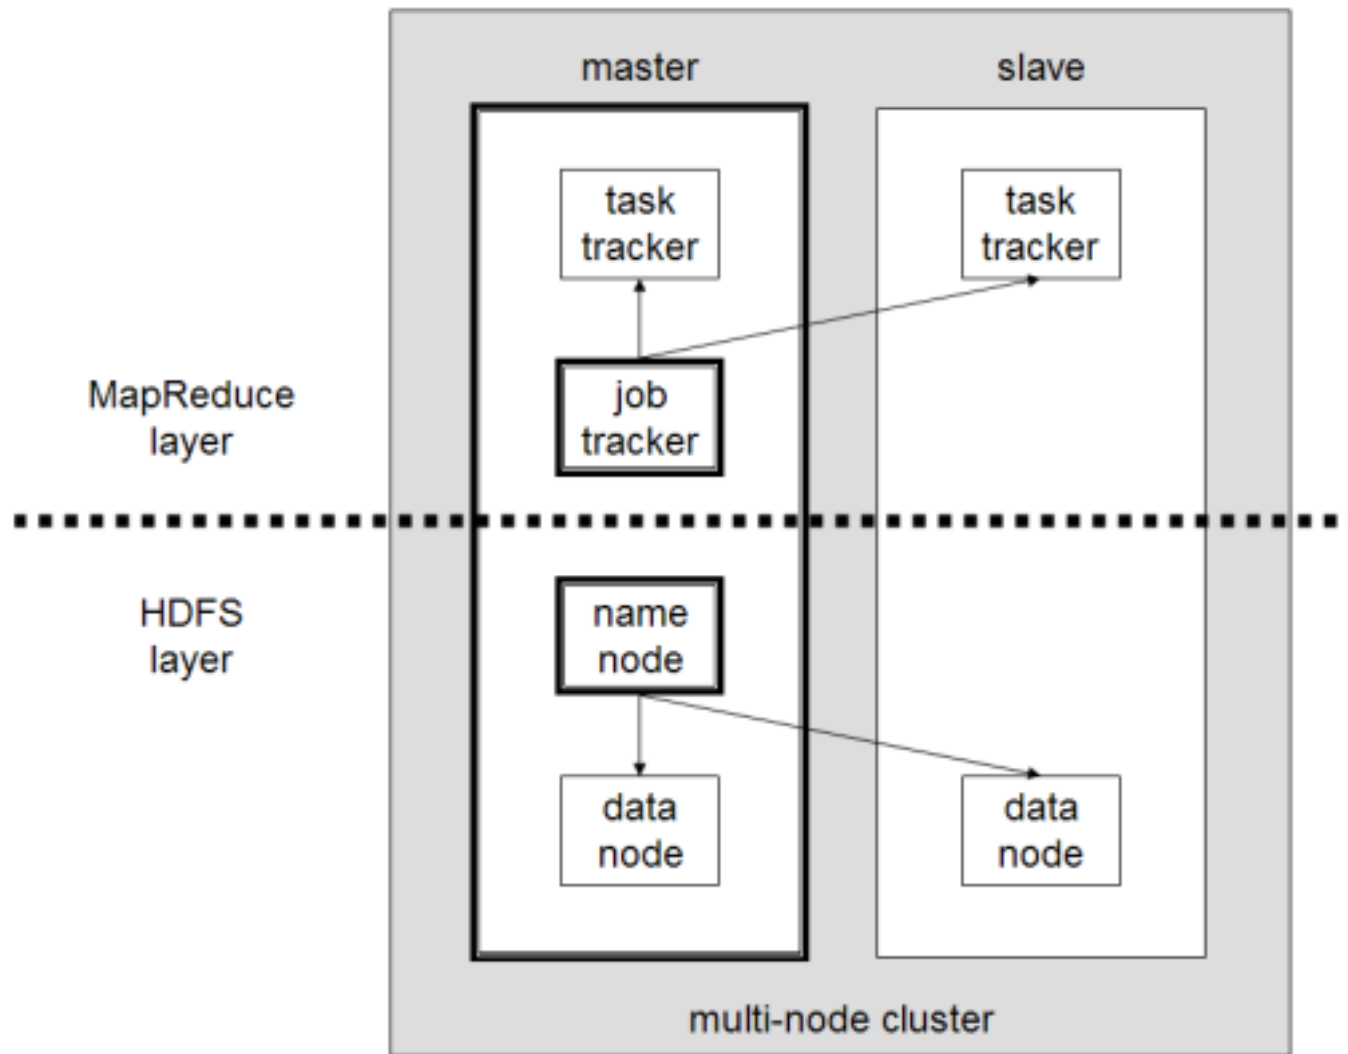 master
slave
task
tracker
task
tracker
MapReduce
layer
job
tracker
HDFS
layer
name
node
data
node
data
node
multi-node cluster